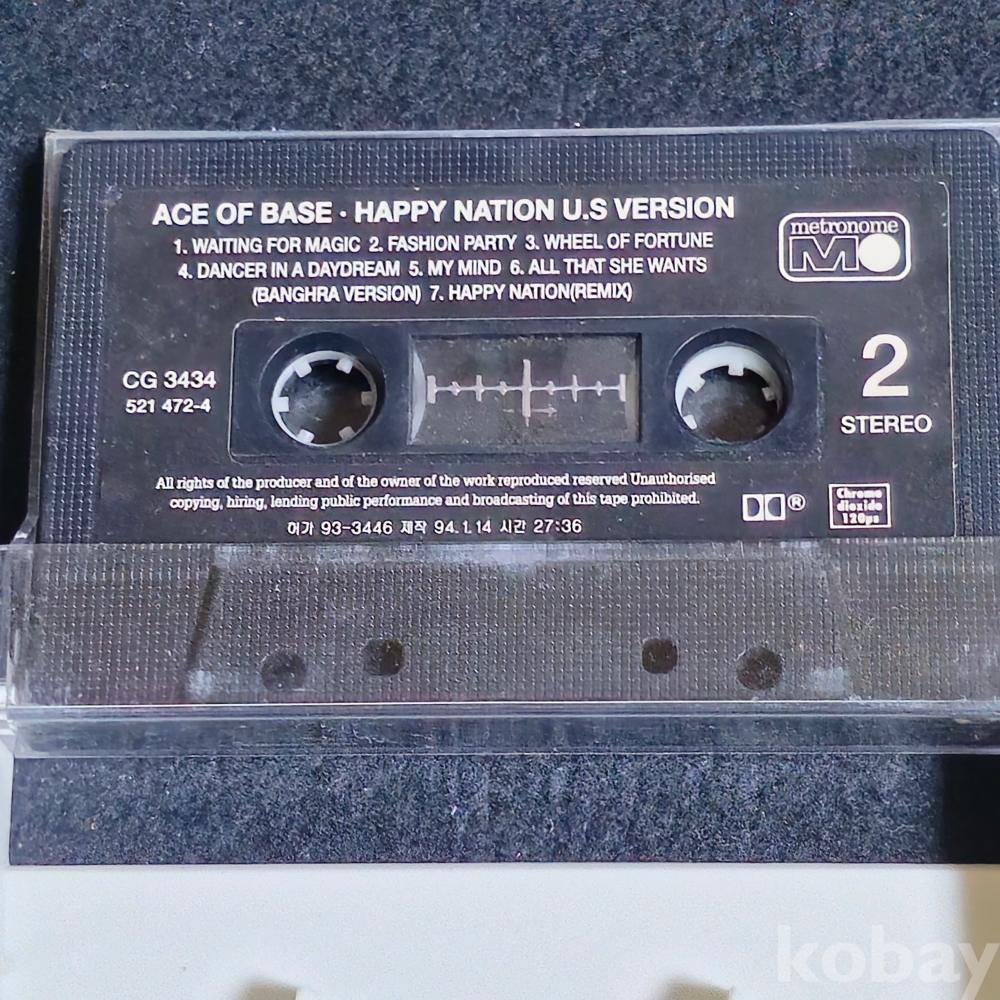 ACE OF BASE · HAPPY NATION U.S VERSION
1. WAITING FOR MAGIC 2. FASHION PARTY 3. WHEEL OF FORTUNE
4. DANCER IN A DAYDREAM 5. MY MIND 6. ALL THAT SHE WANTS
(BANGHRA VERSION) 7. HAPPY NATION(REMIX)
metronome
M
CG 3434
521 472-4
2
STEREO
All rights of the producer and of the owner of the work reproduced reserved Unauthorised
copying, hiring, lending public performance and broadcasting of this tape prohibited.
허가 93-3446 제작 94.1.14 시간 27:36
®
Chrome
dioxide
120µs
kobay